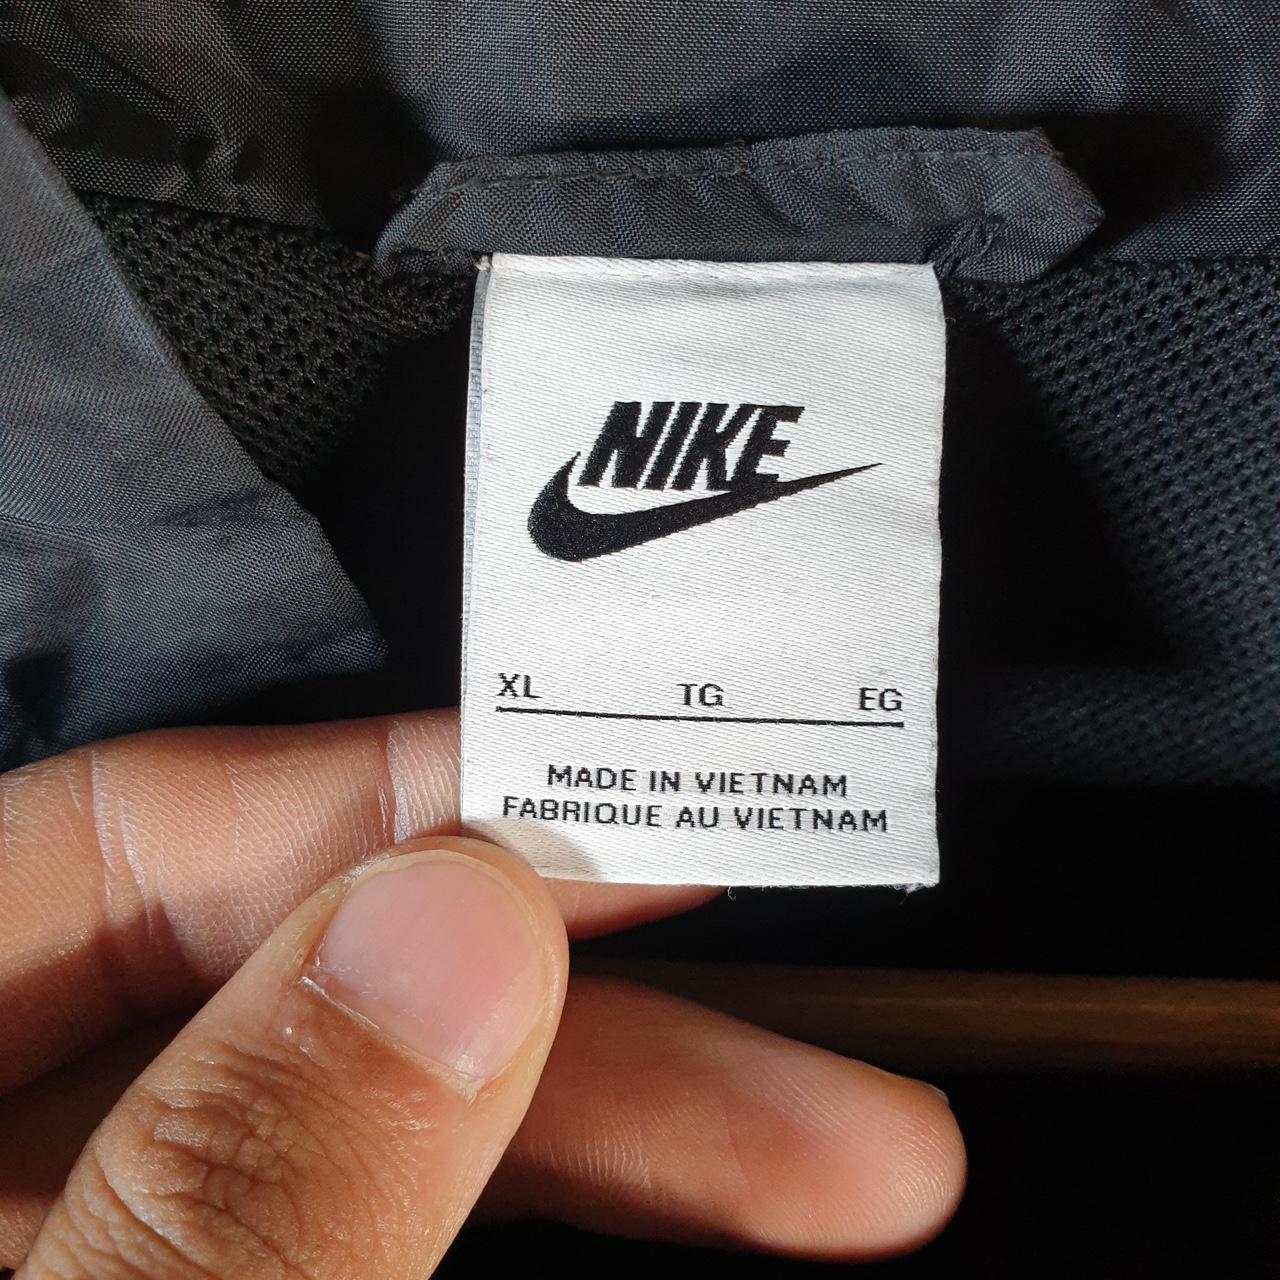 NIKE
XL TG EG
MADE IN VIETNAM
FABRIQUE AU VIETNAM